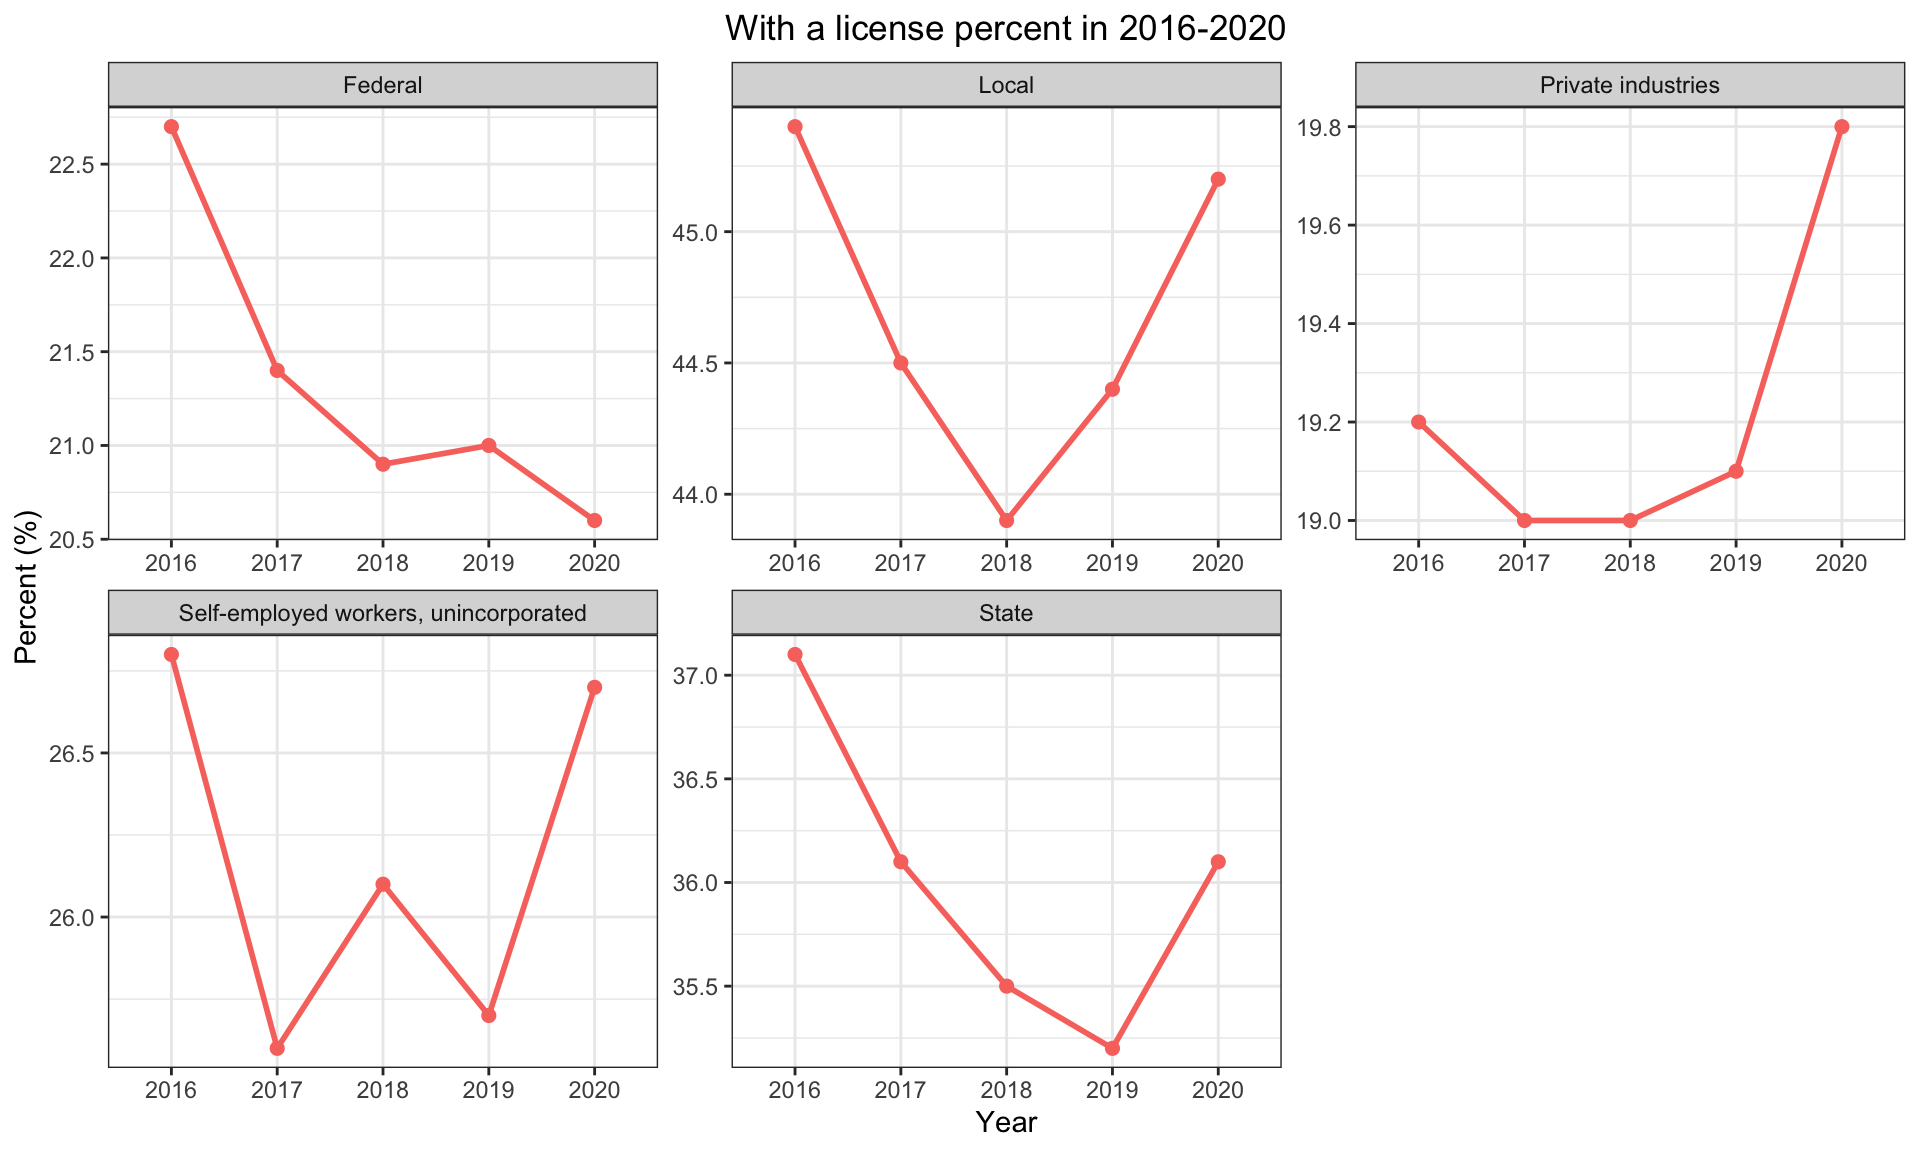 With a license percent in 2016-2020
Federal
Local
Private industries
22.5
22.0
21.5
21.0
20.5
45.0
44.5
44.0
19.8
19.6
19.4
19.2
19.0
2016 2017 2018 2019 2020
2016 2017 2018 2019 2020
2016 2017 2018 2019 2020
Percent (%)
Self-employed workers, unincorporated
State
26.5
26.0
37.0
36.5
36.0
35.5
2016 2017 2018 2019 2020
2016 2017 2018 2019 2020
Year